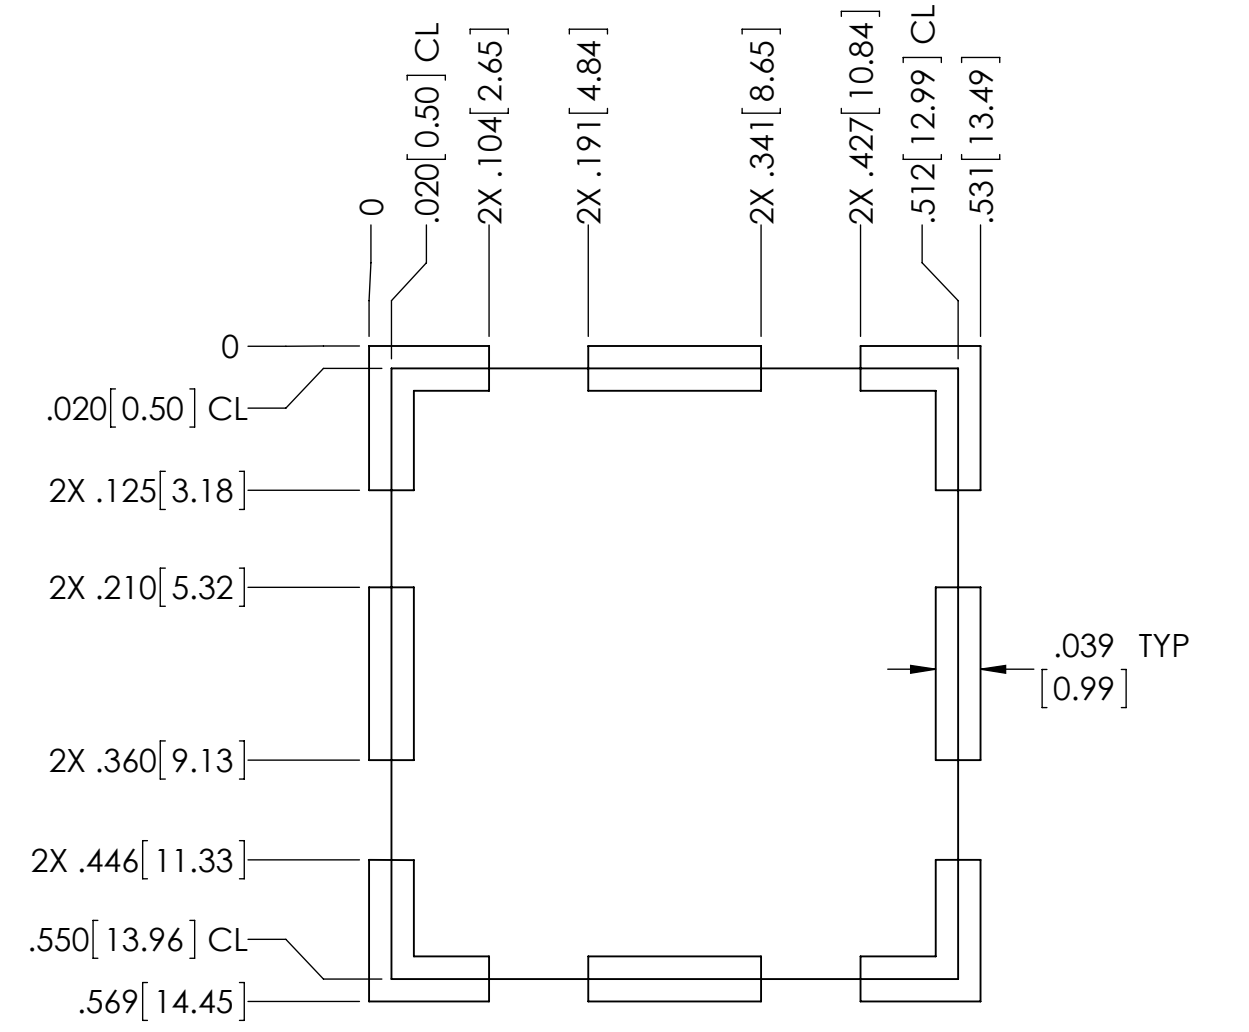 0
.020[0.50] CL
2X .104[2.65]
2X .191[4.84]
2X .341[8.65]
2X .427[10.84]
.512[12.99] CL
.531[13.49]
0
.020[0.50] CL
2X .125[3.18]
2X .210[5.32]
2X .360[9.13]
2X .446[11.33]
.550[13.96] CL
.569[14.45]
.039 TYP
[0.99]